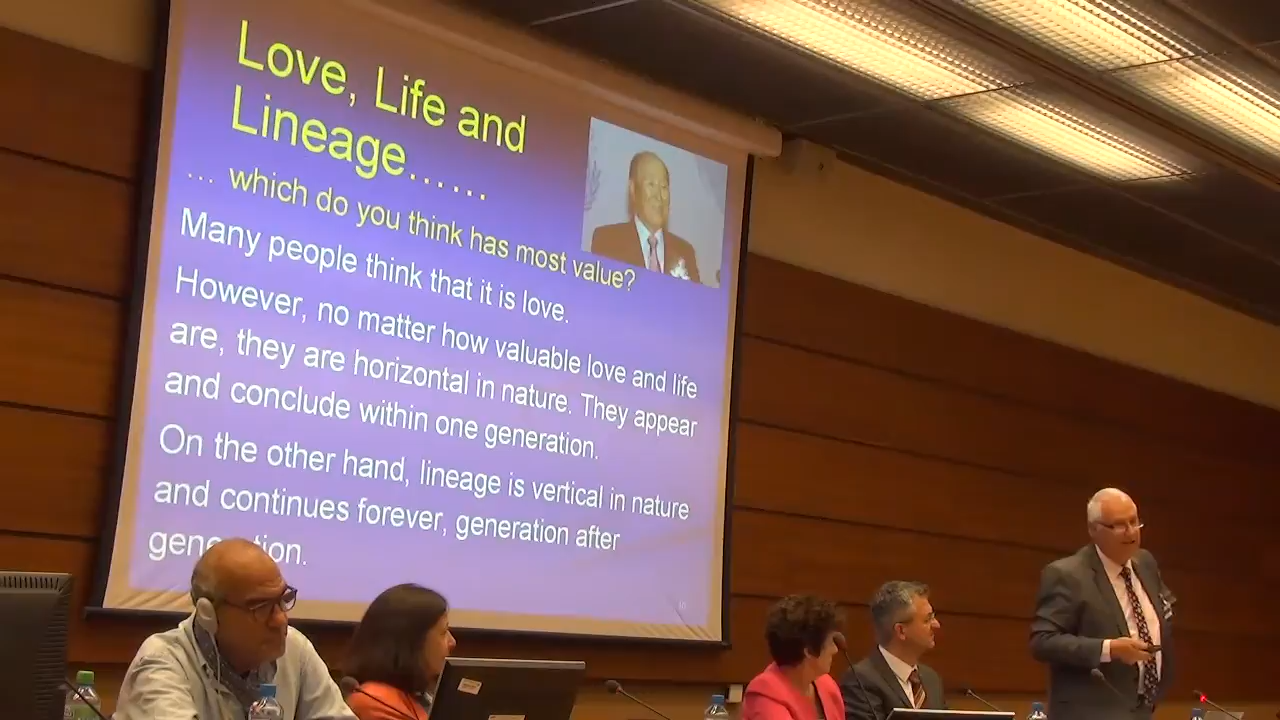 Love, Life and
Lineage......
... which do you think has most value?
Many people think that it is love.
However, no matter how valuable love and life
are, they are horizontal in nature. They appear
and conclude within one generation.
On the other hand, lineage is vertical in nature
and continues forever, generation after
generation.